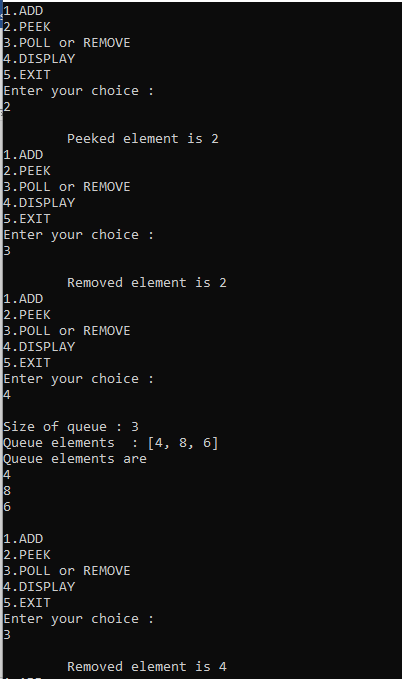 1.ADD
2.PEEK
3.POLL or REMOVE
4.DISPLAY
5.EXIT
Enter your choice :
2
Peeked element is 2
1.ADD
2.PEEK
3.POLL or REMOVE
4.DISPLAY
5.EXIT
Enter your choice :
3
Removed element is 2
1.ADD
2.PEEK
3.POLL or REMOVE
4.DISPLAY
5.EXIT
Enter your choice :
4
Size of queue : 3
Queue elements  : [4, 8, 6]
Queue elements are
4
8
6
1.ADD
2.PEEK
3.POLL or REMOVE
4.DISPLAY
5.EXIT
Enter your choice :
3
Removed element is 4